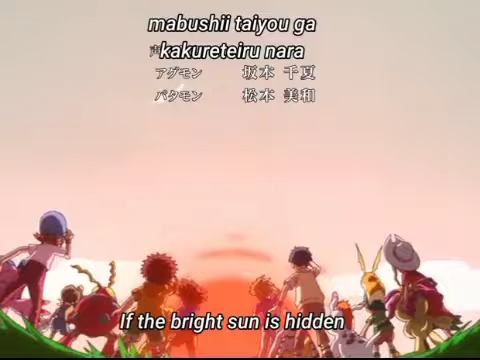 mabushii taiyou ga
声
kakureteiru nara
アグモン 坂本 千夏
パタモン 松本 美和
If the bright sun is hidden